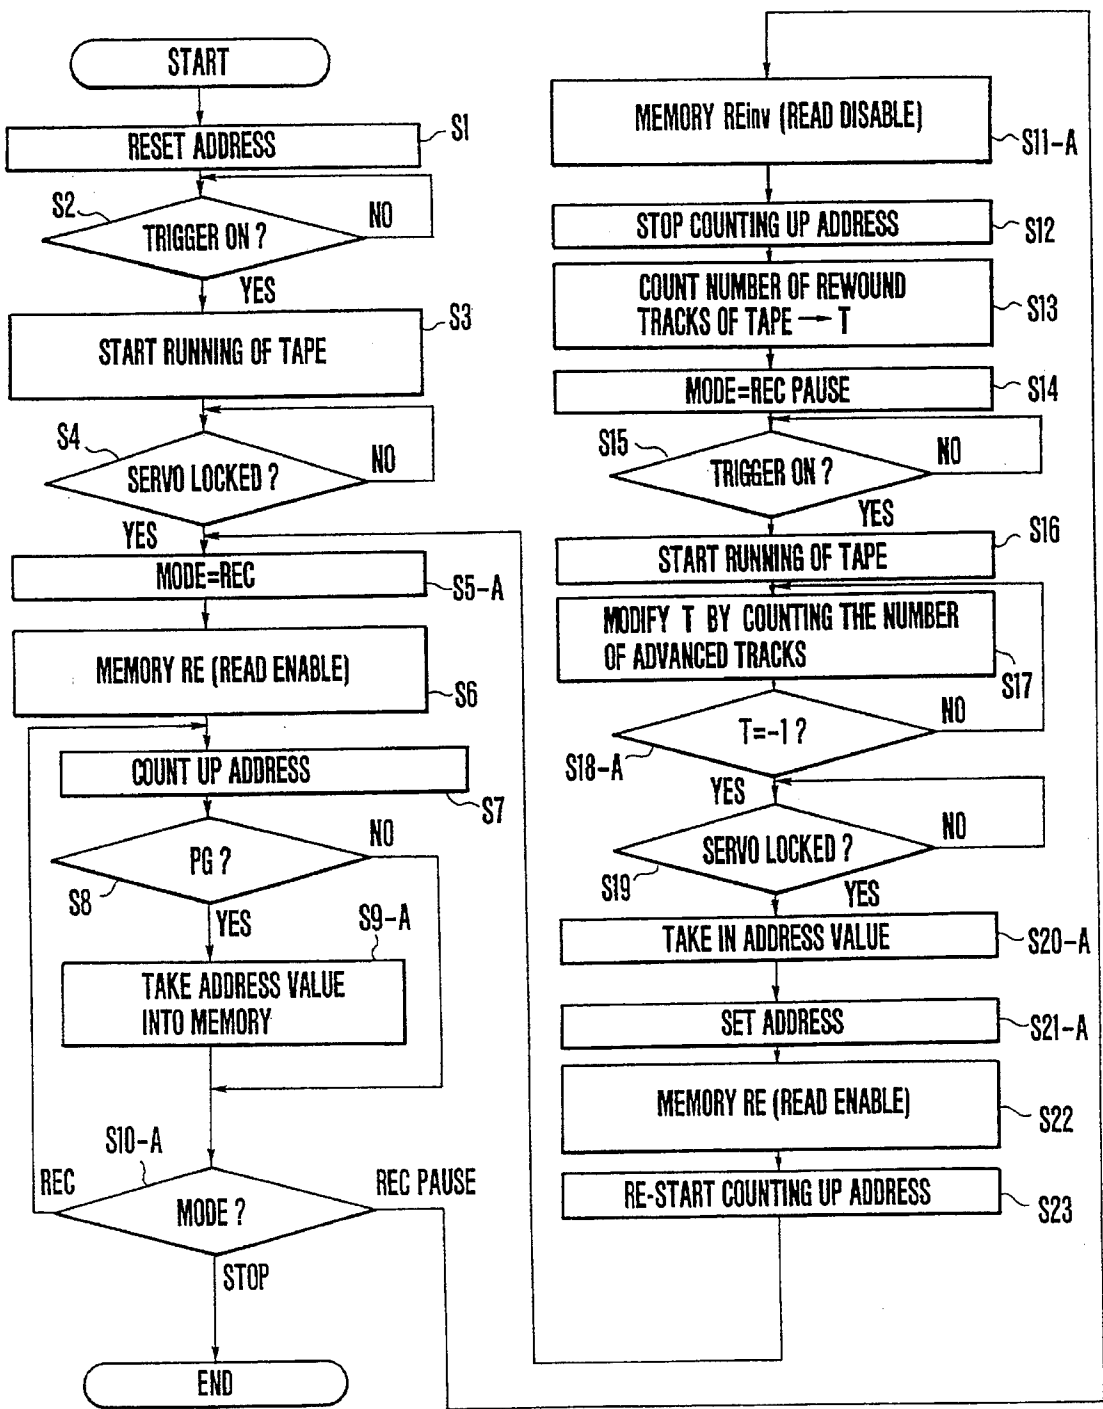 START
RESET ADDRESS
S1
S2
TRIGGER ON ?
NO
YES
START RUNNING OF TAPE
S3
S4
SERVO LOCKED ?
NO
YES
MODE=REC
S5-A
MEMORY RE (READ ENABLE)
S6
COUNT UP ADDRESS
S7
PG ?
NO
S8
YES
S9-A
TAKE ADDRESS VALUE
INTO MEMORY
S10-A
REC
MODE ?
REC PAUSE
STOP
END
MEMORY REinv (READ DISABLE)
S11-A
STOP COUNTING UP ADDRESS
S12
COUNT NUMBER OF REWOUND
TRACKS OF TAPE → T
S13
MODE=REC PAUSE
S14
S15
TRIGGER ON ?
NO
YES
S16
START RUNNING OF TAPE
MODIFY T BY COUNTING THE NUMBER
OF ADVANCED TRACKS
S17
T=-1 ?
NO
S18-A
YES
SERVO LOCKED ?
NO
S19
YES
TAKE IN ADDRESS VALUE
S20-A
SET ADDRESS
S21-A
MEMORY RE (READ ENABLE)
S22
RE-START COUNTING UP ADDRESS
S23